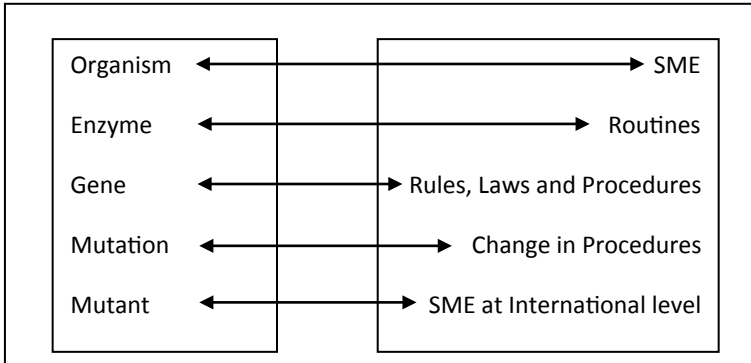 Organism SME
Enzyme Routines
Gene Rules, Laws and Procedures
Mutation Change in Procedures
Mutant SME at International level